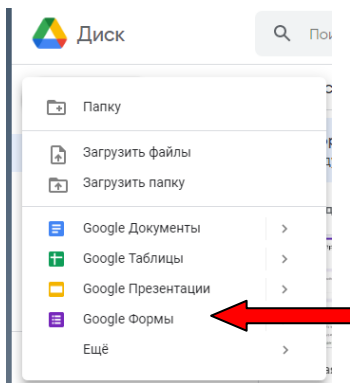 Диск
Пои
Папку
Загрузить файлы
Загрузить папку
Google Документы
Google Таблицы
Google Презентации
Google Формы
Ещё